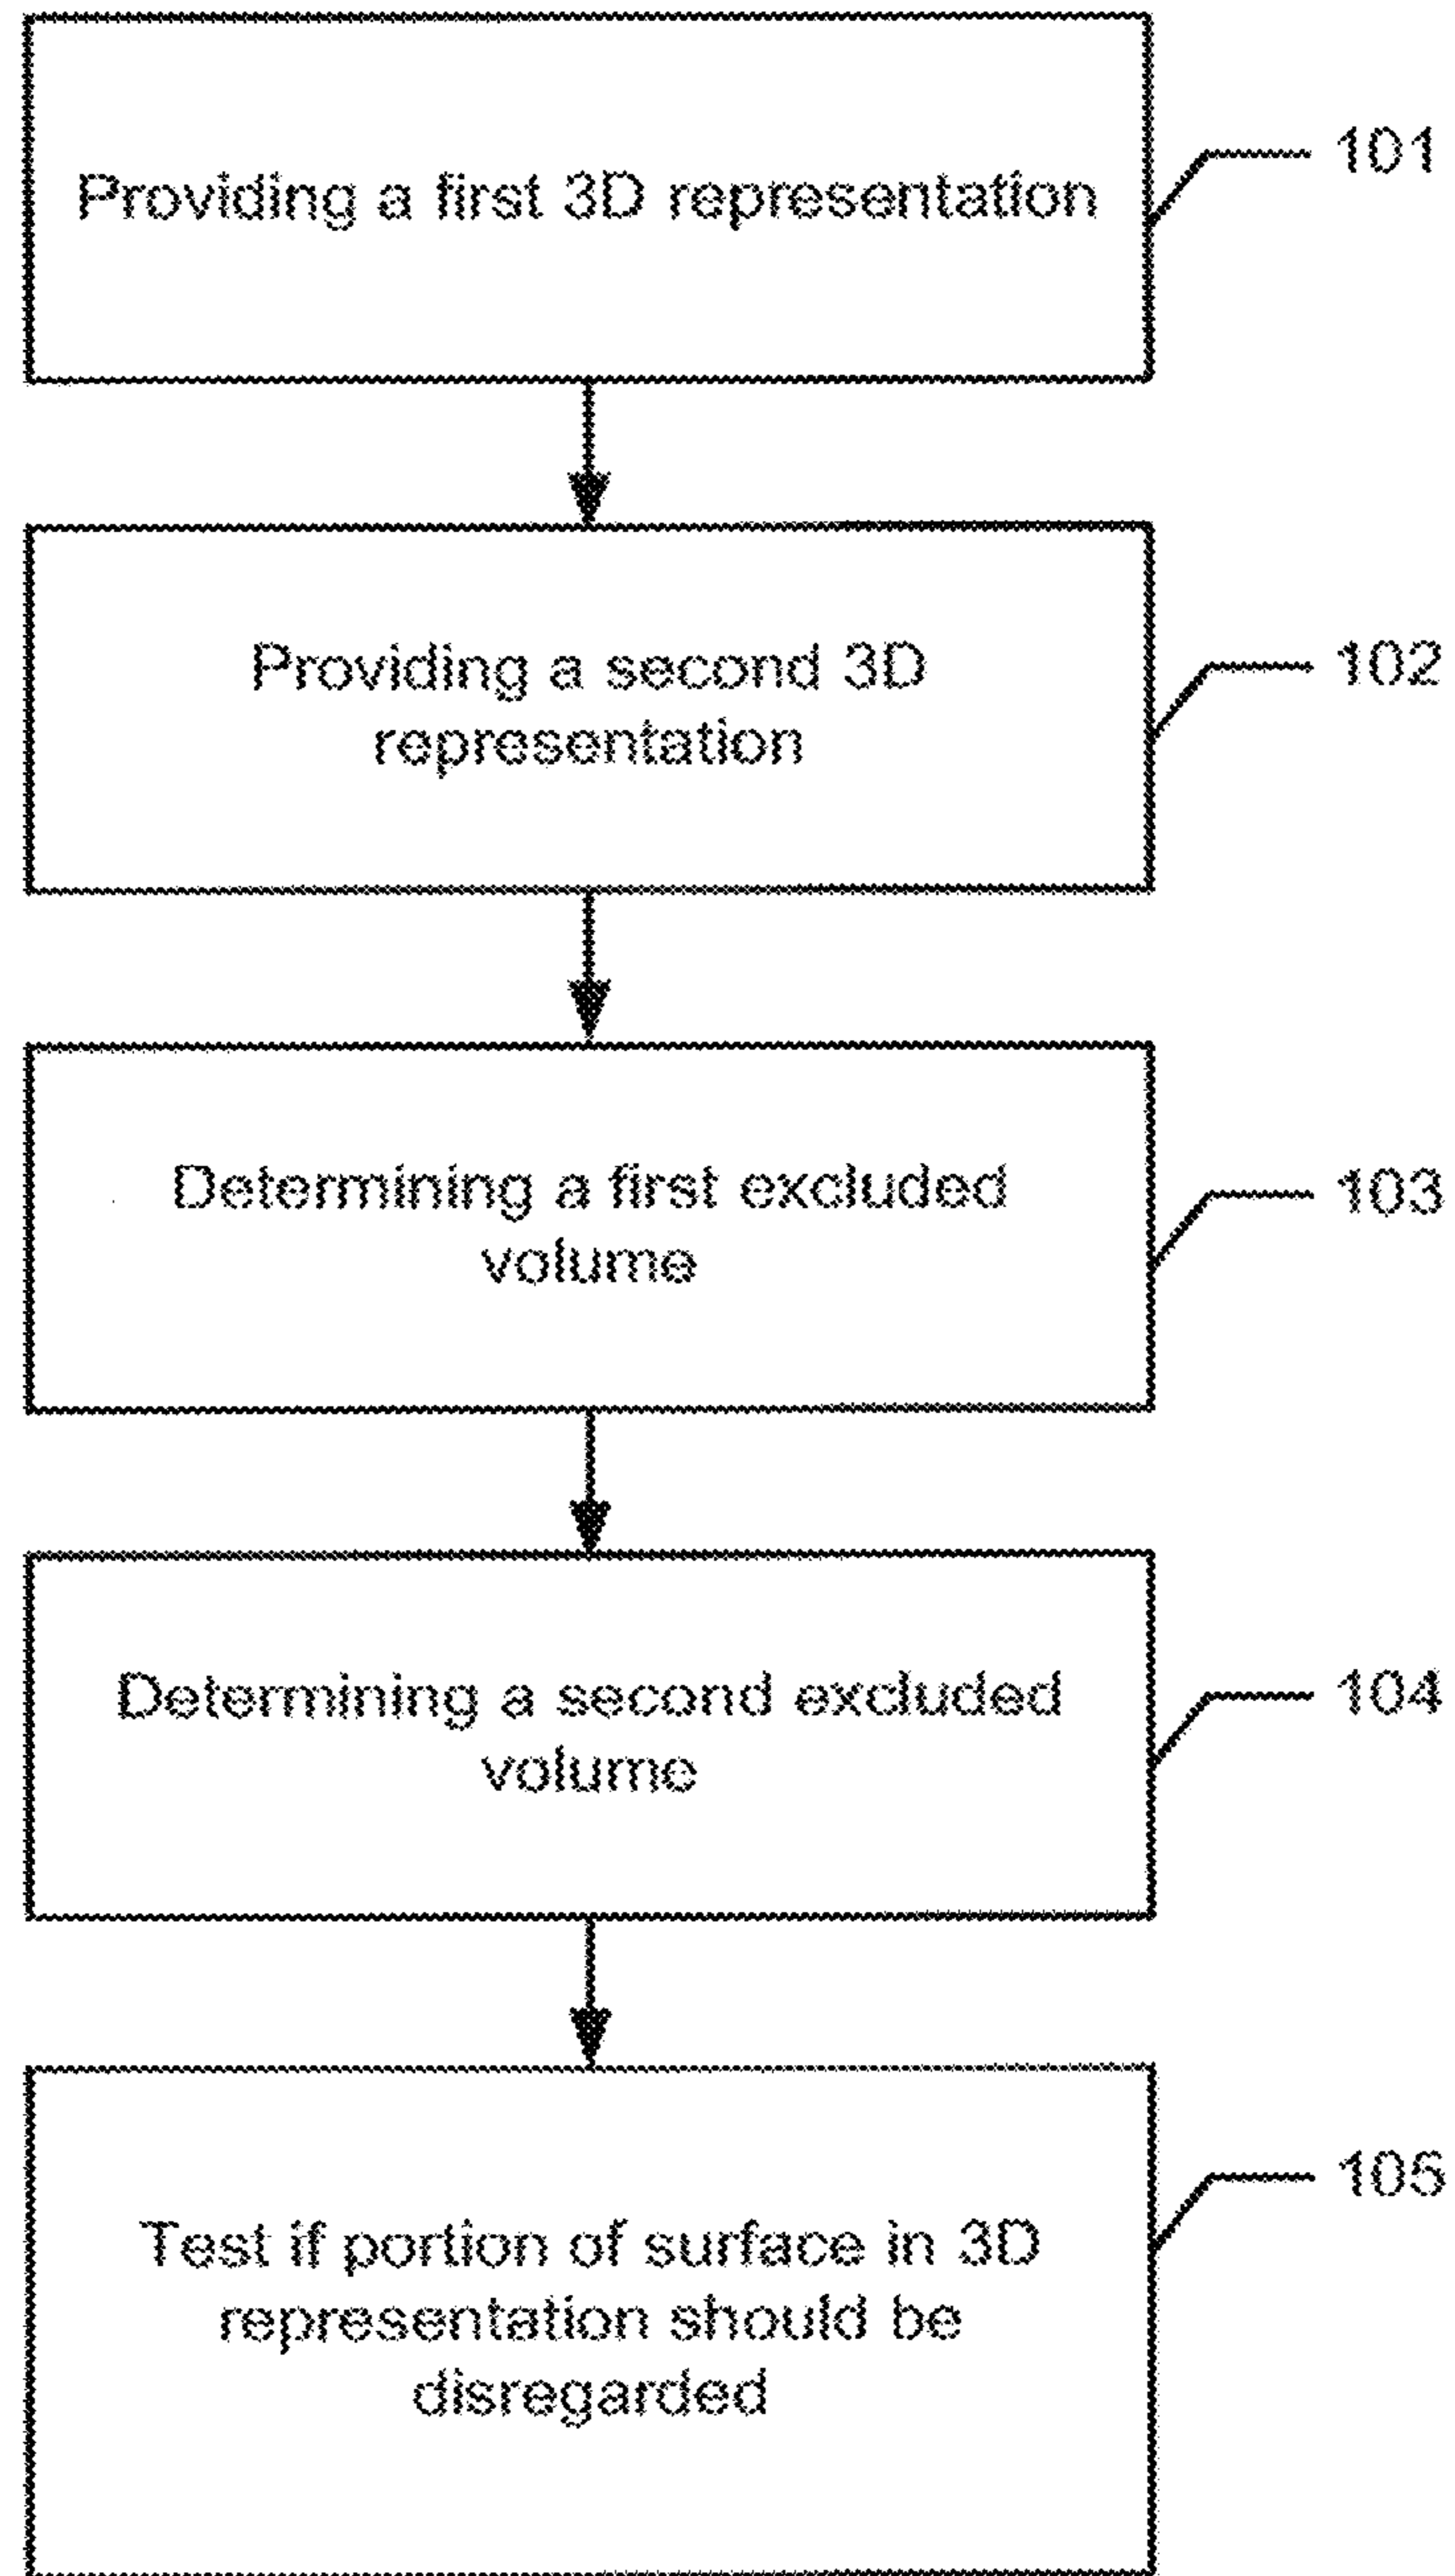 Providing a first 3D representation
101
Providing a second 3D
representation
102
Determining a first excluded
volume
103
Determining a second excluded
volume
104
Test if portion of surface in 3D
representation should be
disregarded
105